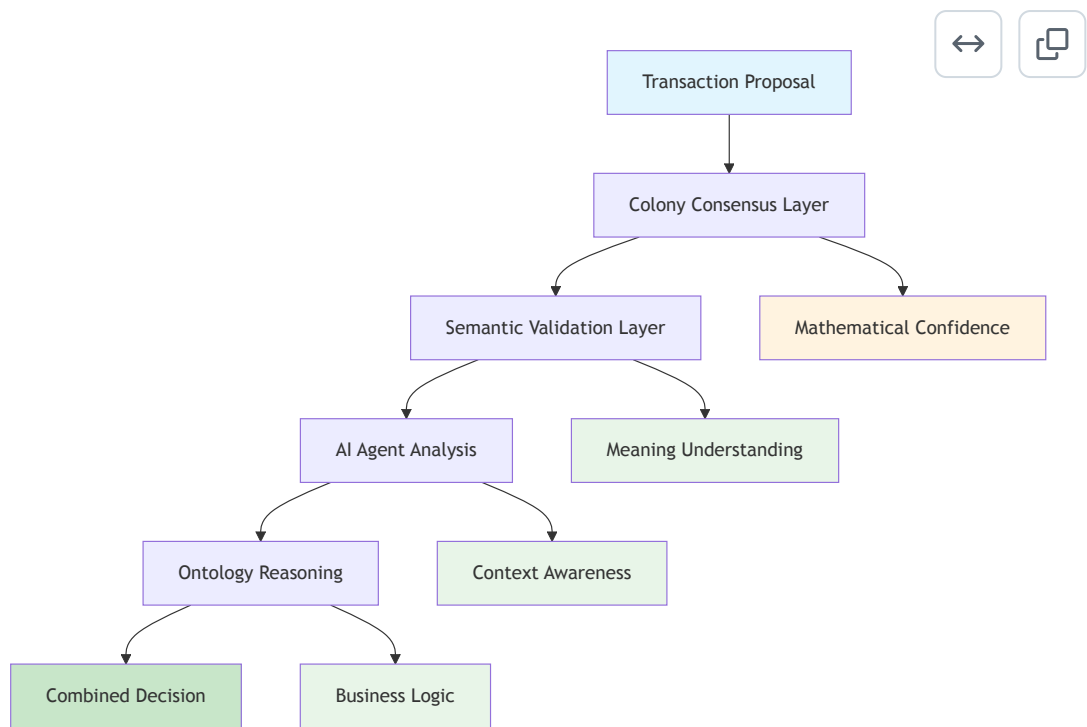 Transaction Proposal
Colony Consensus Layer
Semantic Validation Layer
Mathematical Confidence
AI Agent Analysis
Meaning Understanding
Ontology Reasoning
Context Awareness
Combined Decision
Business Logic